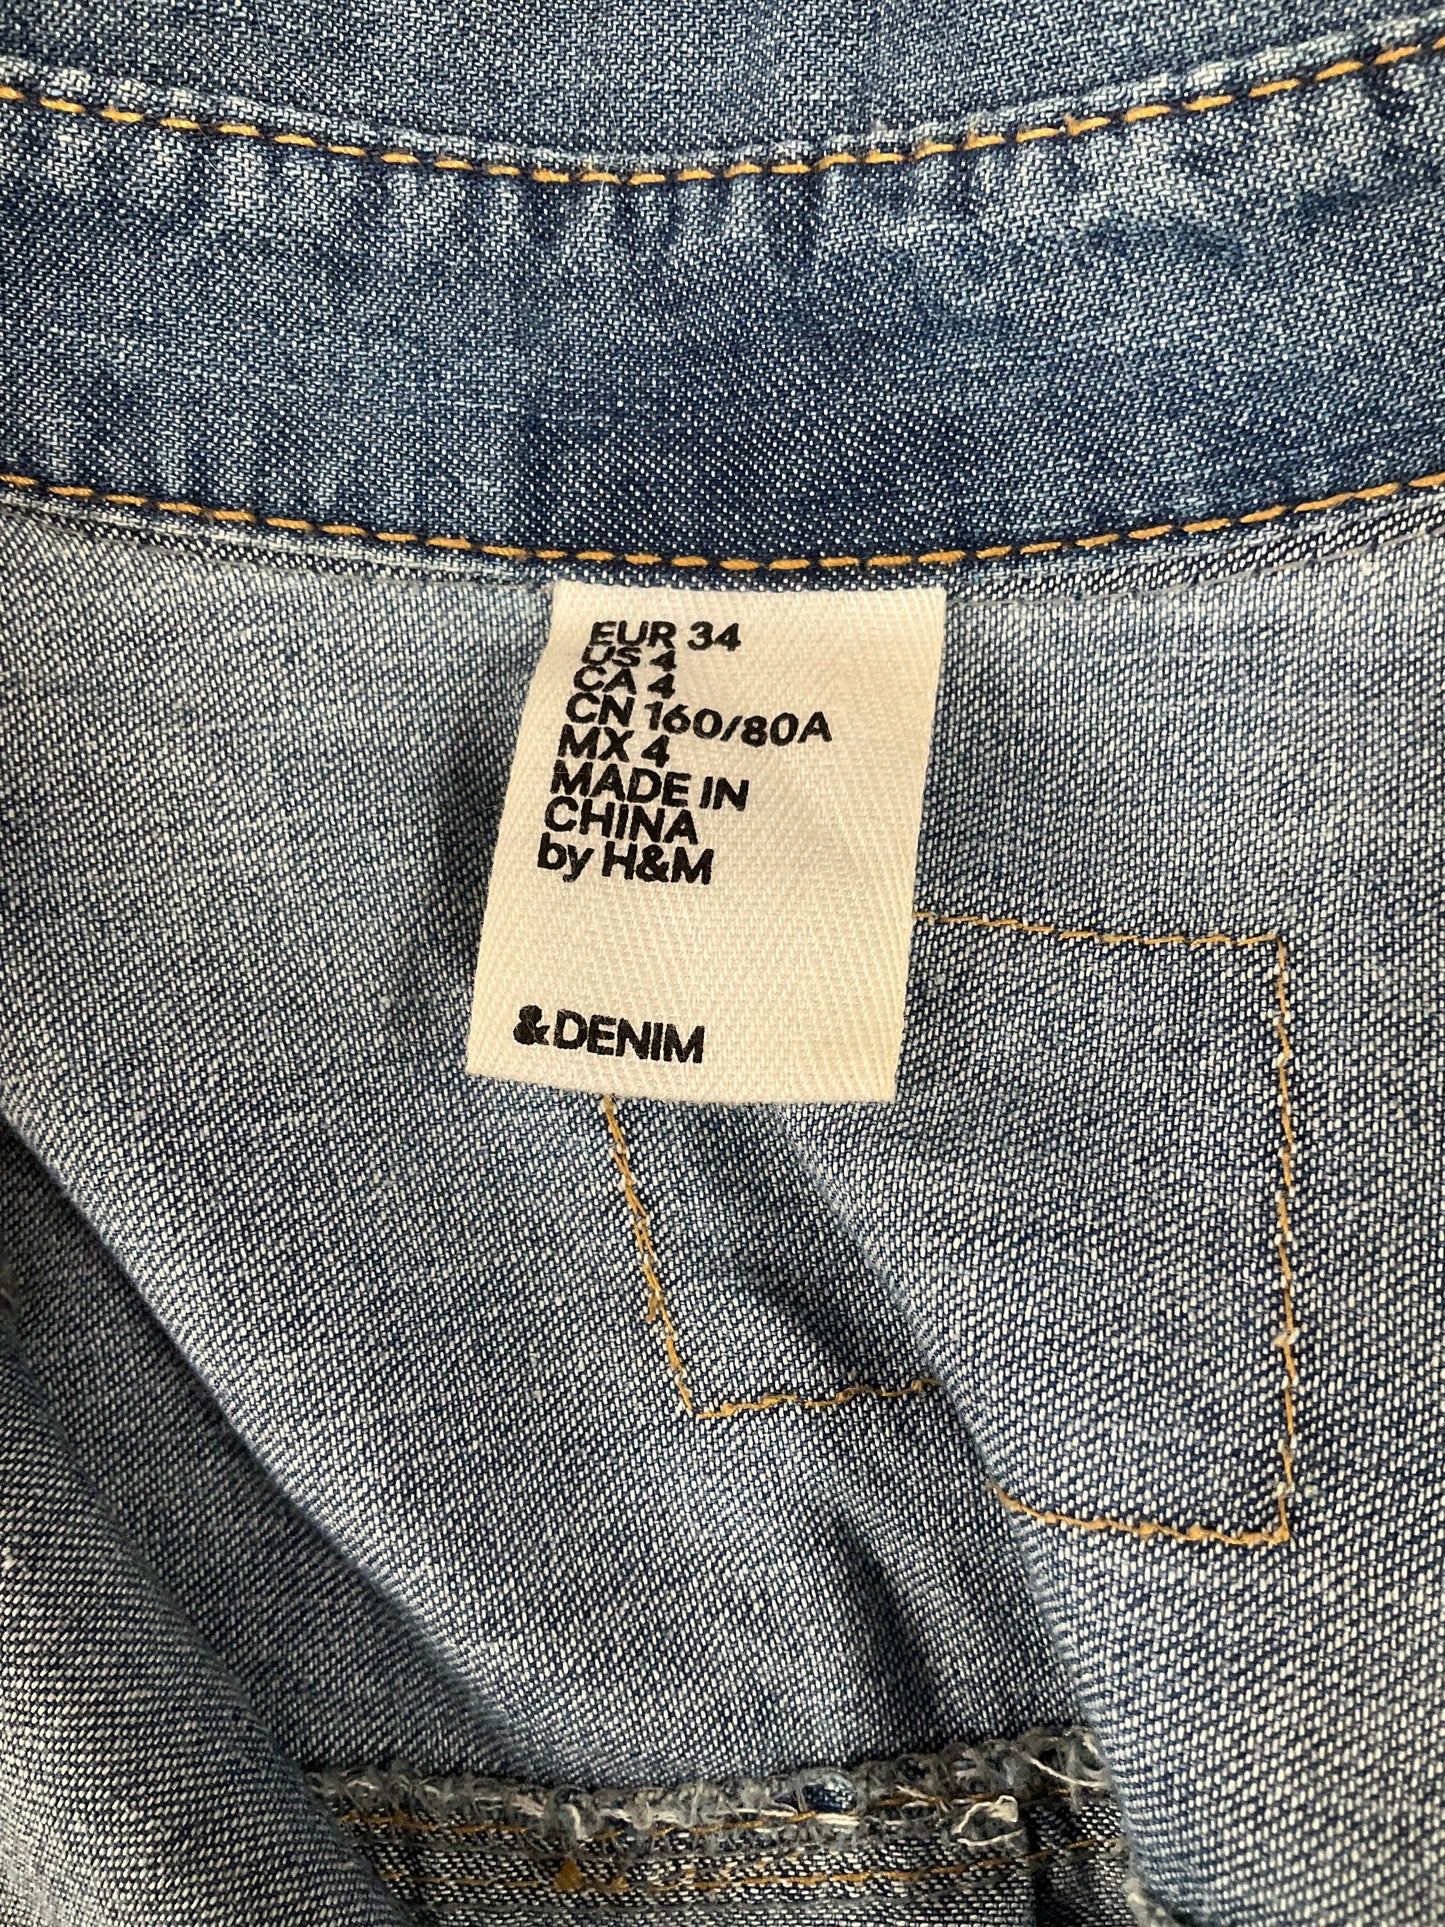 EUR 34
US 4
CA 4
CN 160/80A
MX 4
MADE IN
CHINA
by H&M
&DENIM